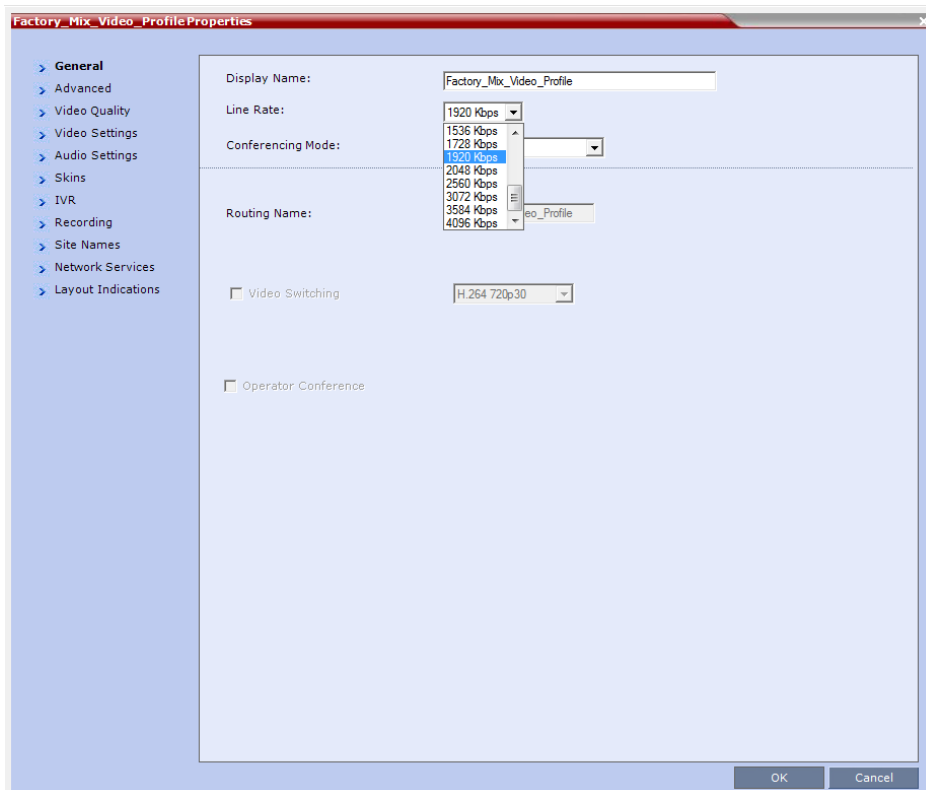 Factory_Mix_Video_Profile Properties
General
Advanced
Video Quality
Video Settings
Audio Settings
Skins
IVR
Recording
Site Names
Network Services
Layout Indications
Display Name: Factory_Mix_Video_Profile
Line Rate: 1920 Kbps
1536 Kbps
1728 Kbps
1920 Kbps
2048 Kbps
2560 Kbps
3072 Kbps
3584 Kbps
4096 Kbps
Conferencing Mode:
Routing Name: eo_Profile
Video Switching H.264 720p30
Operator Conference
OK Cancel